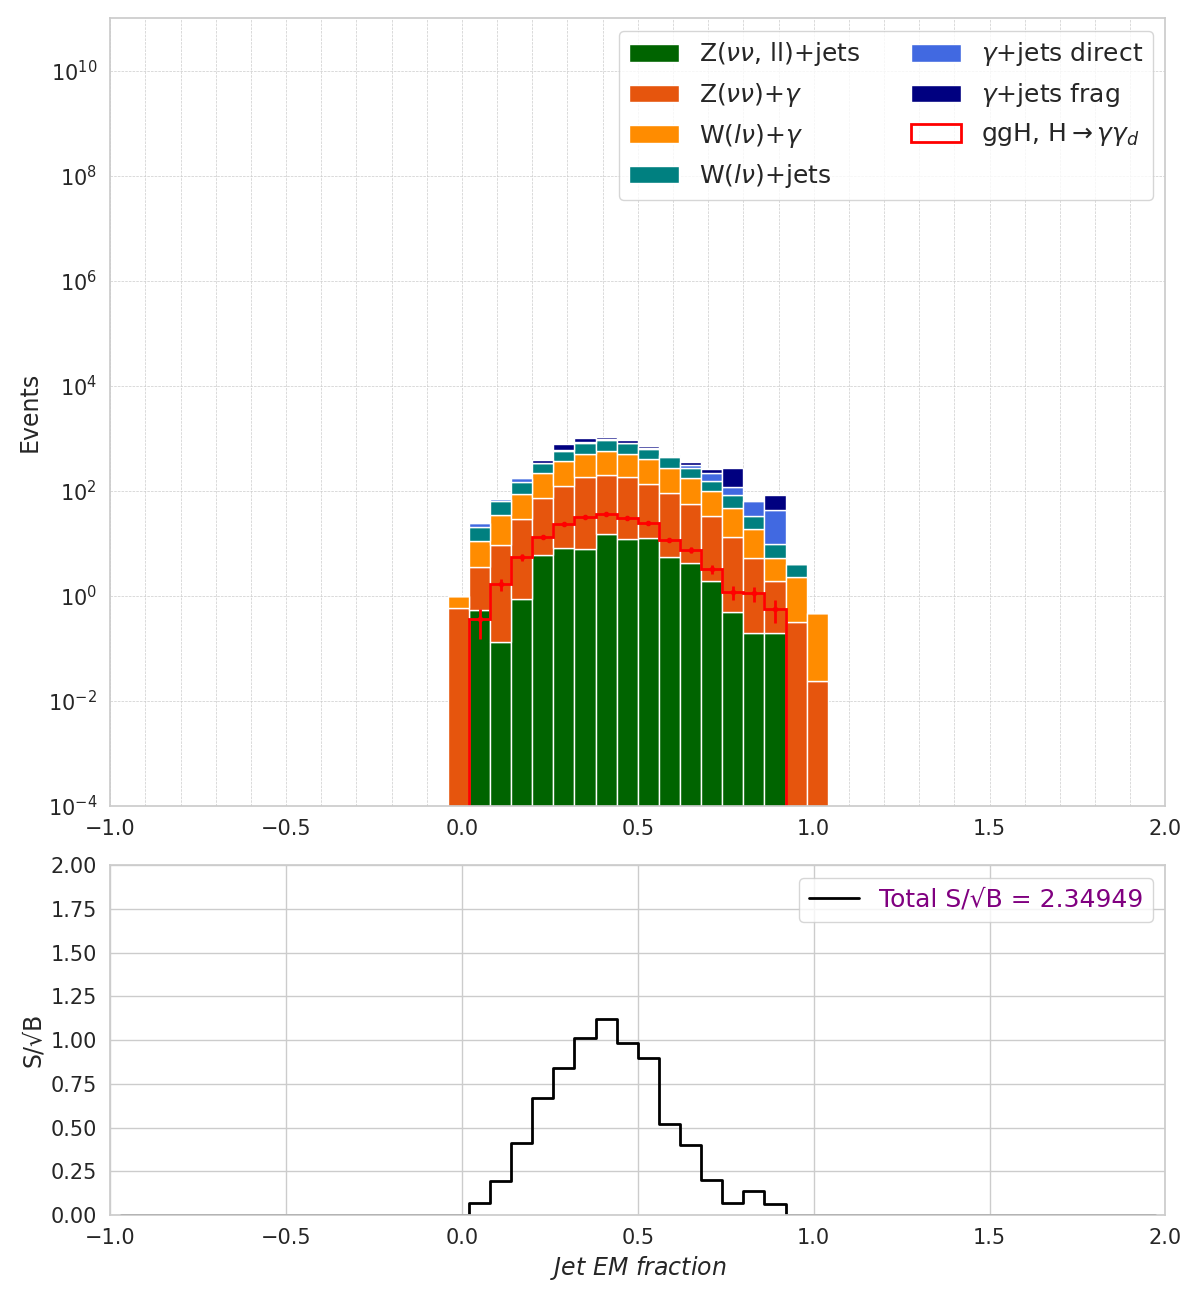 Z(νν, ll)+jets
Z(νν)+γ
W(lν)+γ
W(lν)+jets
γ+jets direct
γ+jets frag
ggH, H→γγ_d
Events
10^10
10^8
10^6
10^4
10^2
10^0
10^−2
10^−4
−1.0 −0.5 0.0 0.5 1.0 1.5 2.0
Total S/√B = 2.34949
S/√B
2.00
1.75
1.50
1.25
1.00
0.75
0.50
0.25
0.00
−1.0 −0.5 0.0 0.5 1.0 1.5 2.0
Jet EM fraction